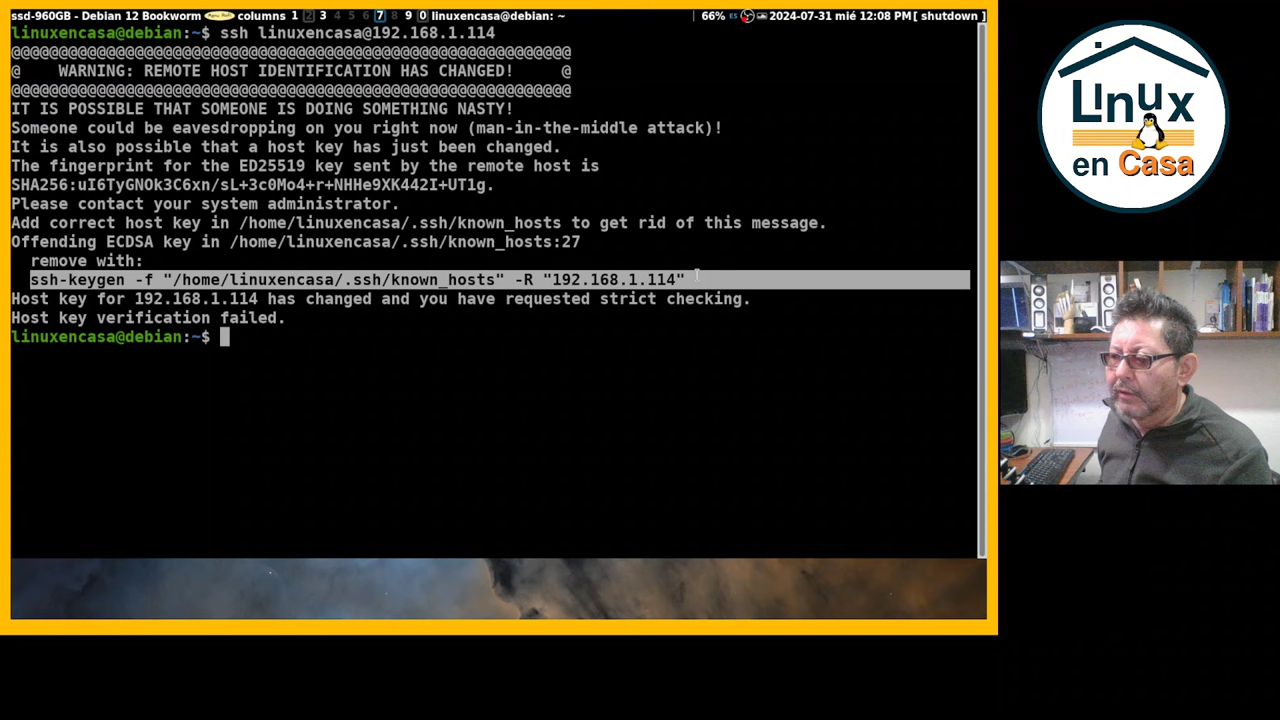 ssd-960GB - Debian 12 Bookworm columns 1 2 3 4 5 6 7 8 9 0 linuxencasa@debian: ~ | 66% ES 2024-07-31 mié 12:08 PM[ shutdown ]
linuxencasa@debian:~$ ssh linuxencasa@192.168.1.114
@@@@@@@@@@@@@@@@@@@@@@@@@@@@@@@@@@@@@@@@@@@@@@@@@@@@@@@@@@@
@    WARNING: REMOTE HOST IDENTIFICATION HAS CHANGED!     @
@@@@@@@@@@@@@@@@@@@@@@@@@@@@@@@@@@@@@@@@@@@@@@@@@@@@@@@@@@@
IT IS POSSIBLE THAT SOMEONE IS DOING SOMETHING NASTY!
Someone could be eavesdropping on you right now (man-in-the-middle attack)!
It is also possible that a host key has just been changed.
The fingerprint for the ED25519 key sent by the remote host is
SHA256:uI6TyGNOk3C6xn/sL+3c0Mo4+r+NHHe9XK442I+UT1g.
Please contact your system administrator.
Add correct host key in /home/linuxencasa/.ssh/known_hosts to get rid of this message.
Offending ECDSA key in /home/linuxencasa/.ssh/known_hosts:27
  remove with:
  ssh-keygen -f "/home/linuxencasa/.ssh/known_hosts" -R "192.168.1.114"
Host key for 192.168.1.114 has changed and you have requested strict checking.
Host key verification failed.
linuxencasa@debian:~$
Linux
en Casa